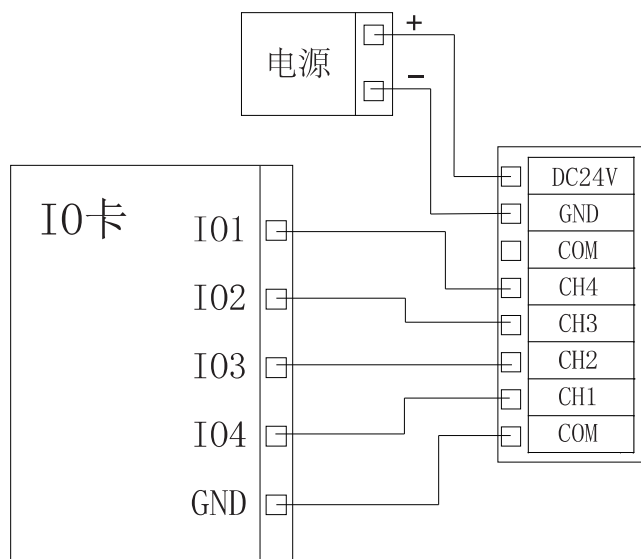 电源
+
−
IO卡
IO1
IO2
IO3
IO4
GND
DC24V
GND
COM
CH4
CH3
CH2
CH1
COM